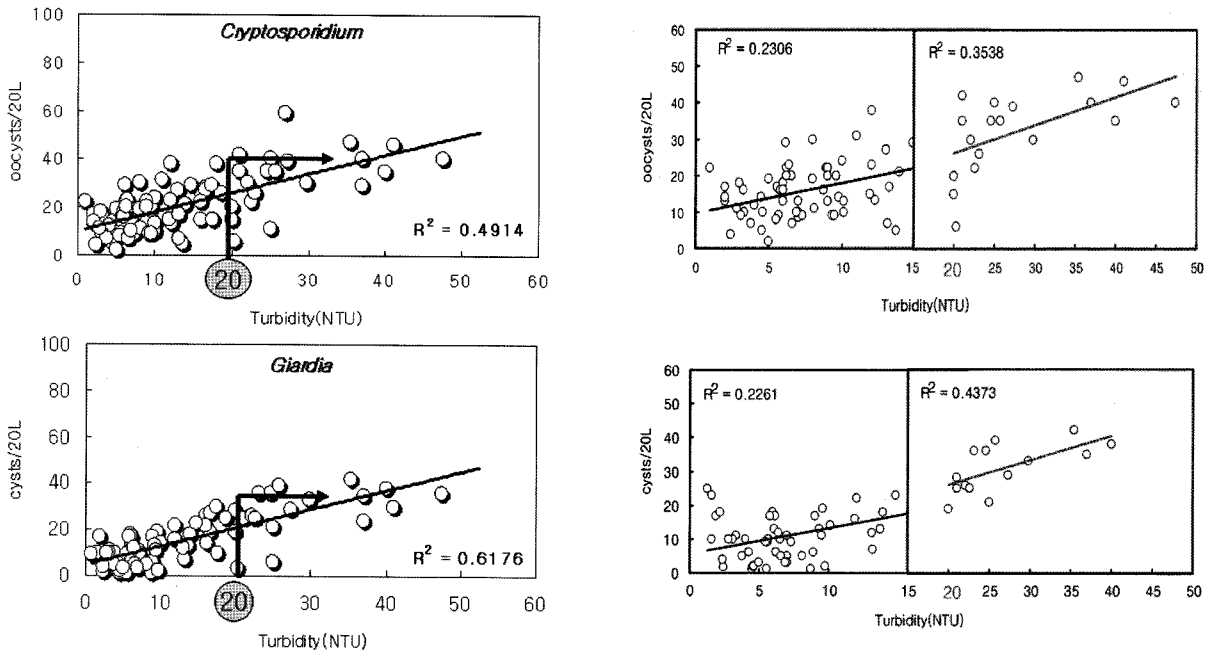 Cryptosporidium
100
80
60
40
20
0
oocysts/20L
R² = 0.4914
0 10 20 30 40 50 60
20
Turbidity(NTU)
R² = 0.2306
R² = 0.3538
60
50
40
30
20
10
0
oocysts/20L
0 5 10 15 20 25 30 35 40 45 50
Turbidity(NTU)
Giardia
100
80
60
40
20
0
cysts/20L
R² = 0.6176
0 10 20 30 40 50 60
20
Turbidity(NTU)
R² = 0.2261
R² = 0.4373
60
50
40
30
20
10
0
cysts/20L
0 5 10 15 20 25 30 35 40 45 50
Turbidity(NTU)